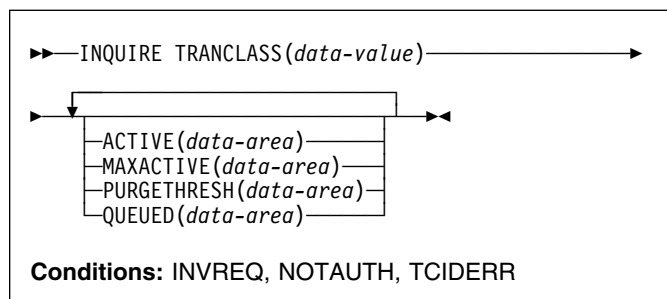 INQUIRE TRANCLASS(data-value)
ACTIVE(data-area)
MAXACTIVE(data-area)
PURGETHRESH(data-area)
QUEUED(data-area)
Conditions: INVREQ, NOTAUTH, TCIDERR